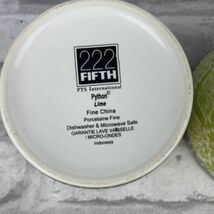 222
FIFTH
PTS International
Python©
Lime
Fine China
Porcelaine Fine
Dishwasher & Microwave Safe
GARANTIE LAVE VAISSELLE
/ MICRO-ONDES
Indonesia